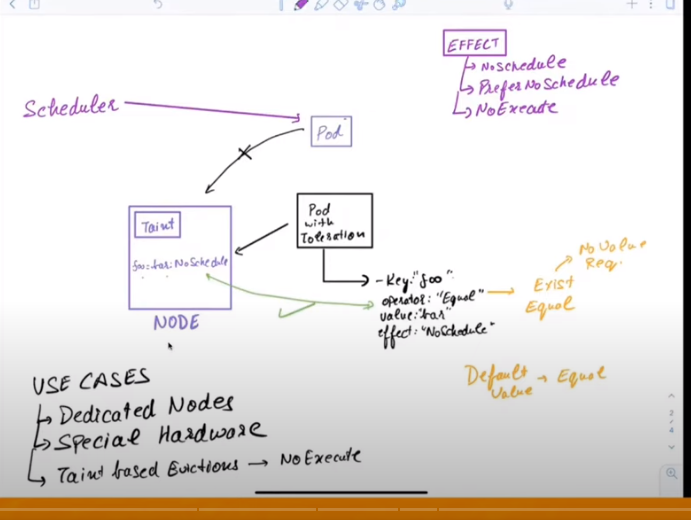 EFFECT
NoSchedule
PreferNoSchedule
NoExecute
Scheduler
Pod
Taint
foo=bar:NoSchedule
NODE
Pod
with
Toleration
- Key: "foo"
operator: "Equal"
value: "bar"
effect: "NoSchedule"
No Value
Req.
Exist
Equal
Default
Value → Equal
USE CASES
Dedicated Nodes
Special Hardware
Taint based Evictions → NoExecute
2
4